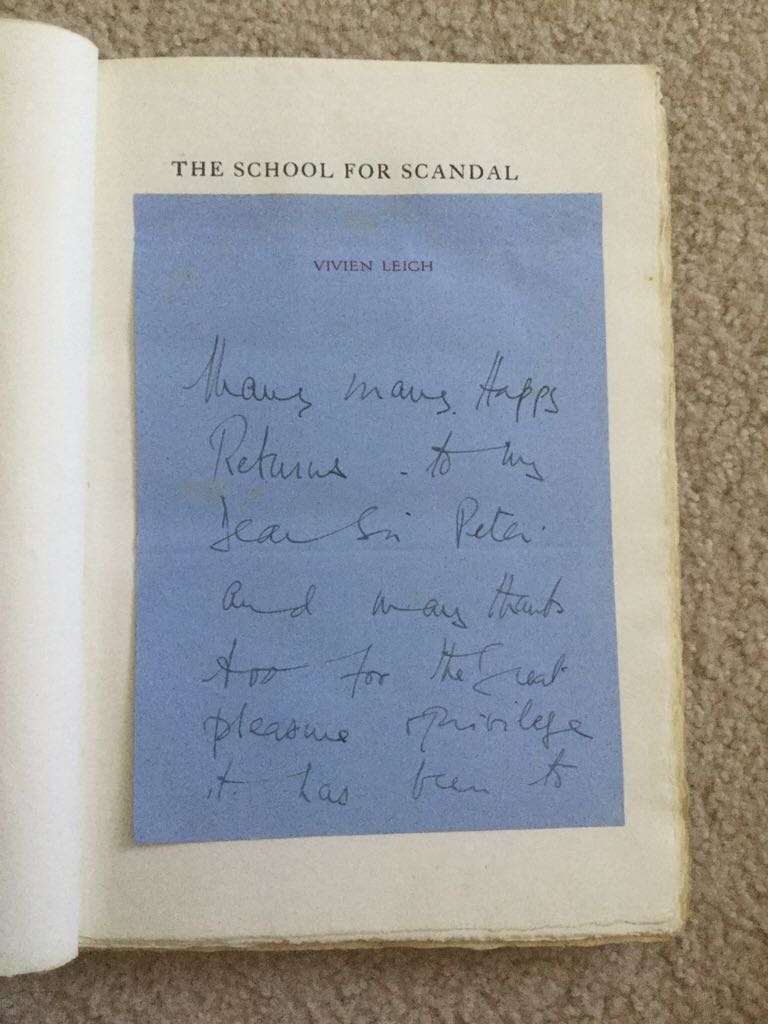 THE SCHOOL FOR SCANDAL
VIVIEN LEIGH
Many many Happy
Returns - to my
Dear Sir Peter.
and many thanks
too for the Great
pleasure & privilege
it has been to